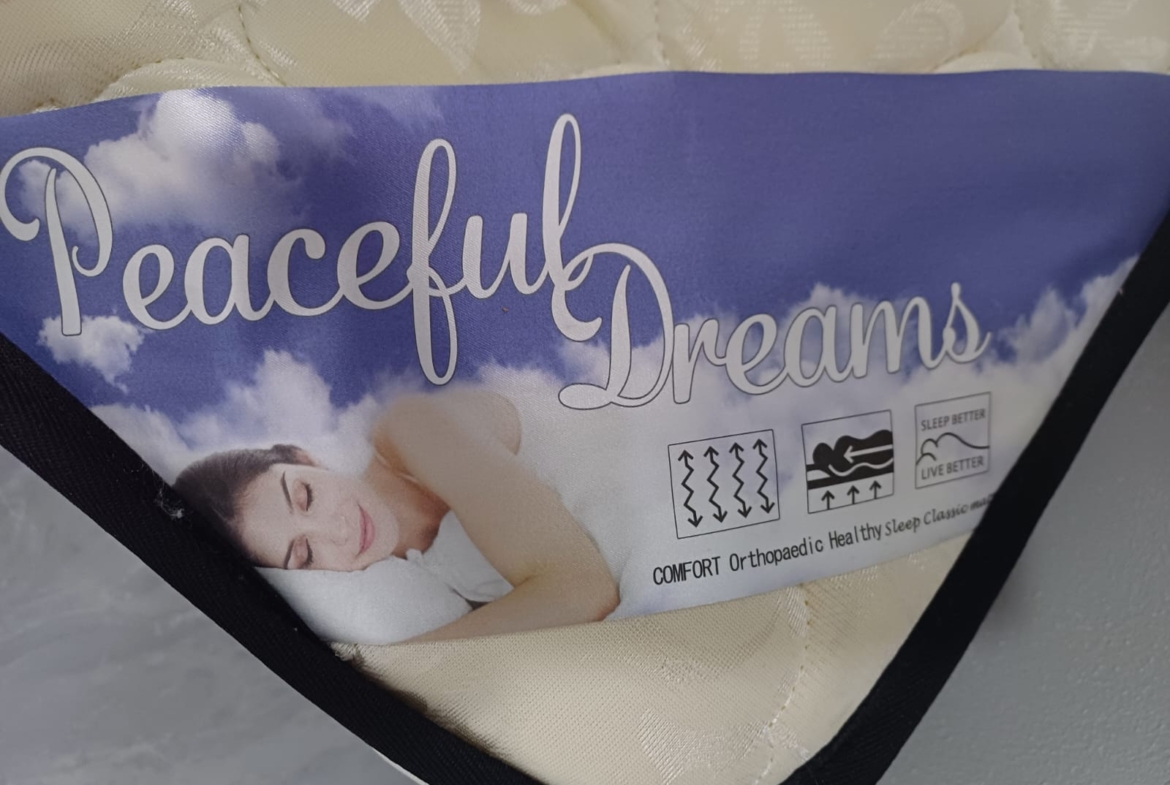 Peaceful
Dreams
SLEEP BETTER
LIVE BETTER
COMFORT Orthopaedic Healthy Sleep Classic